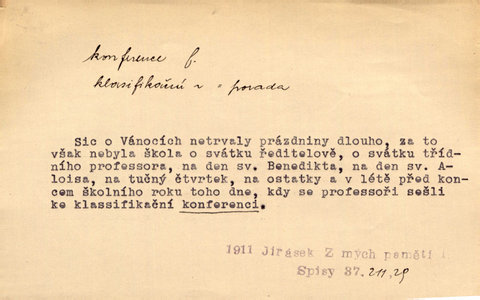 konference f.
klasifikační ~ " porada
Sic o Vánocích netrvaly prázdniny dlouho, za to
však nebyla škola o svátku ředitelově, o svátku tříd-
ního professora, na den sv. Benedikta, na den sv. A-
loisa, na tučný čtvrtek, na ostatky a v létě před kon-
cem školního roku toho dne, kdy se professoři sešli
ke klassifikační konferenci.
1911 Jirásek Z mých pamětí I.
Spisy 37. 211,29